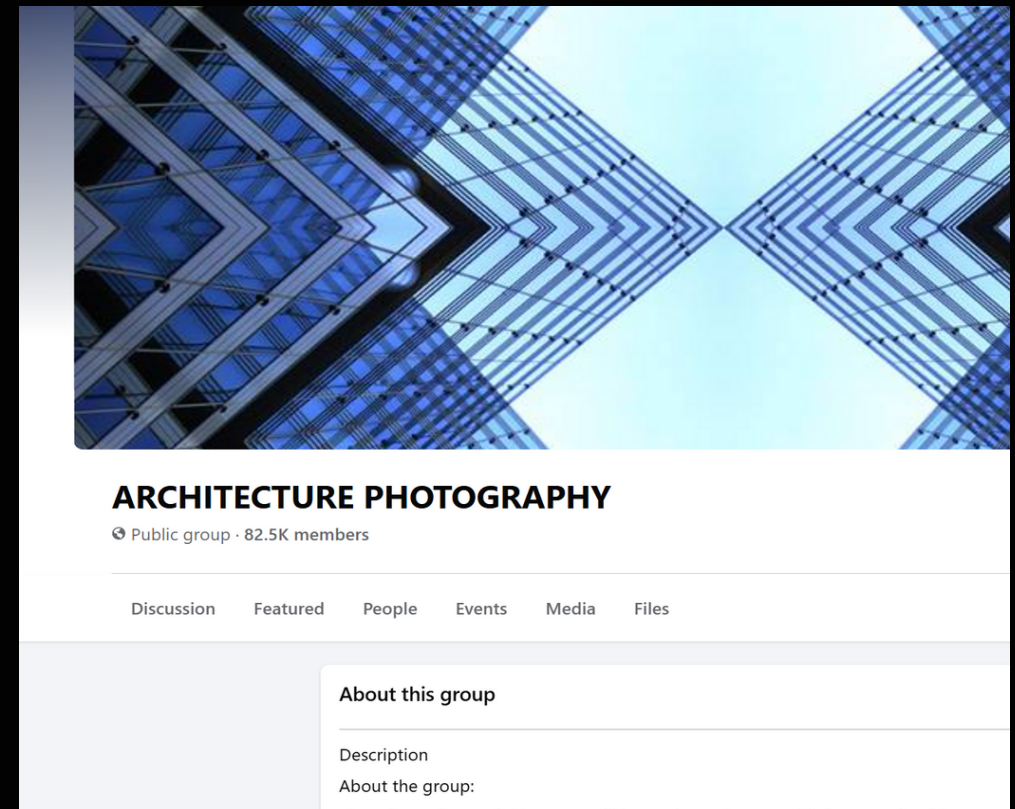 ARCHITECTURE PHOTOGRAPHY
Public group · 82.5K members
Discussion Featured People Events Media Files
About this group
Description
About the group: